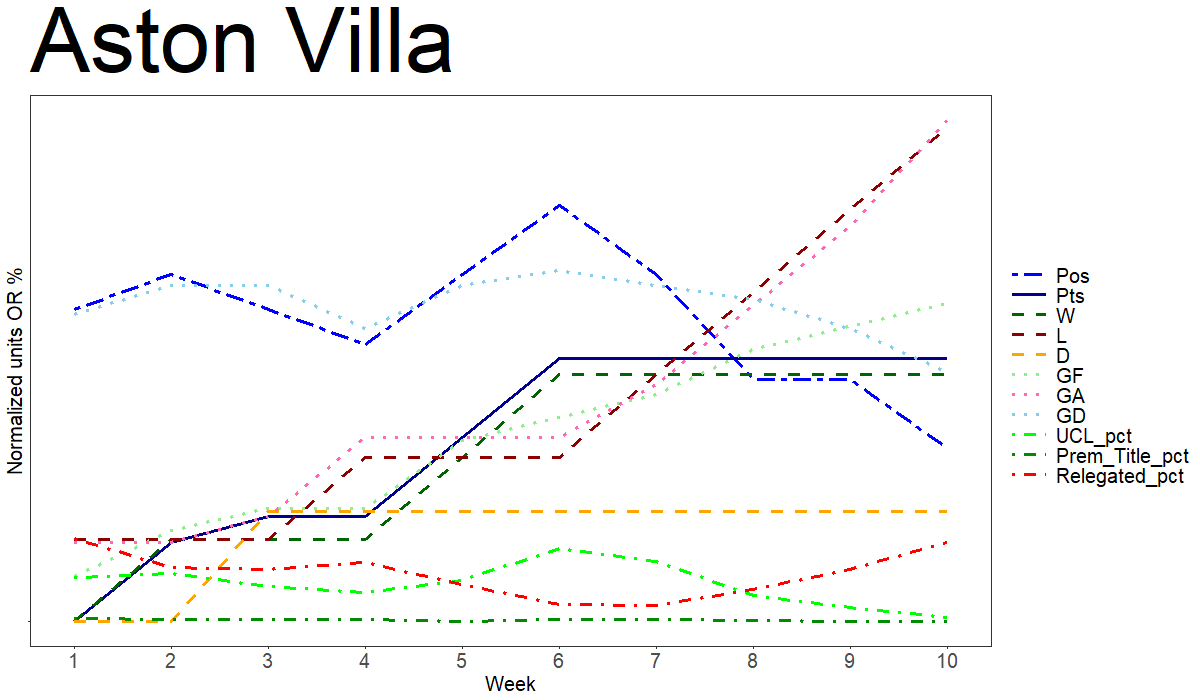 Aston Villa
Normalized units OR %
1 2 3 4 5 6 7 8 9 10
Week
Pos
Pts
W
L
D
GF
GA
GD
UCL_pct
Prem_Title_pct
Relegated_pct